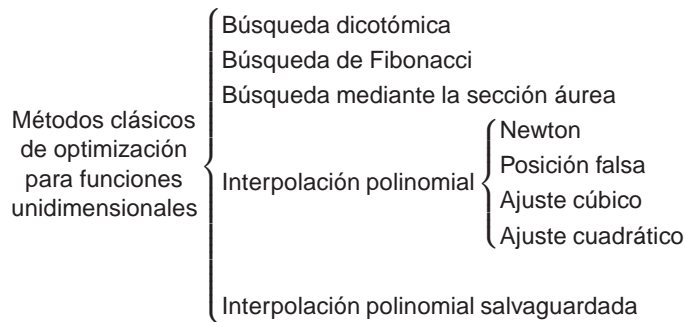 Métodos clásicos
de optimización
para funciones
unidimensionales
Búsqueda dicotómica
Búsqueda de Fibonacci
Búsqueda mediante la sección áurea
Interpolación polinomial
Newton
Posición falsa
Ajuste cúbico
Ajuste cuadrático
Interpolación polinomial salvaguardada